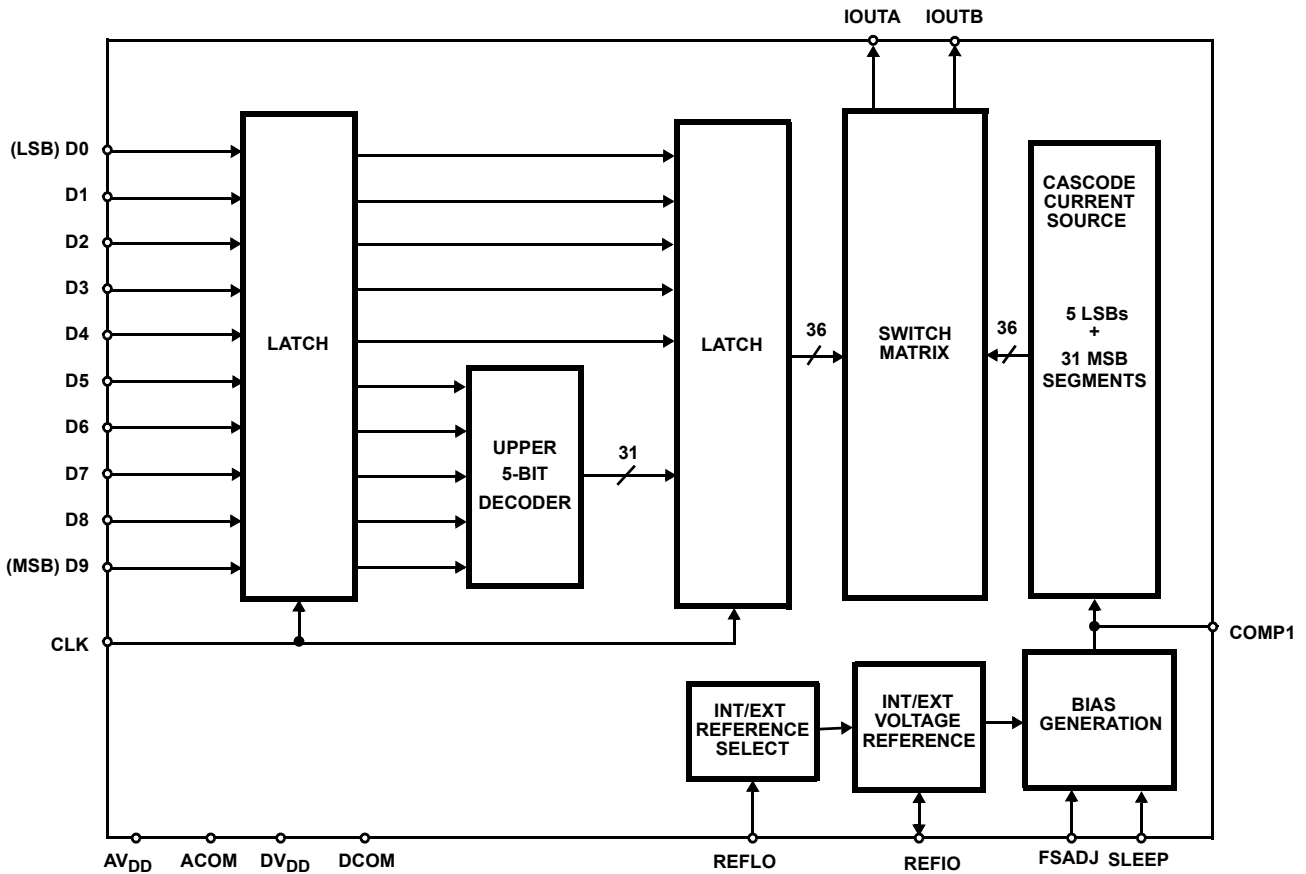 IOUTA IOUTB
(LSB) D0
D1
D2
D3
D4
D5
D6
D7
D8
(MSB) D9
CLK
LATCH
UPPER
5-BIT
DECODER
31
LATCH
36
SWITCH
MATRIX
36
CASCODE
CURRENT
SOURCE
5 LSBs
+
31 MSB
SEGMENTS
COMP1
INT/EXT
REFERENCE
SELECT
INT/EXT
VOLTAGE
REFERENCE
BIAS
GENERATION
AVDD ACOM DVDD DCOM REFLO REFIO FSADJ SLEEP